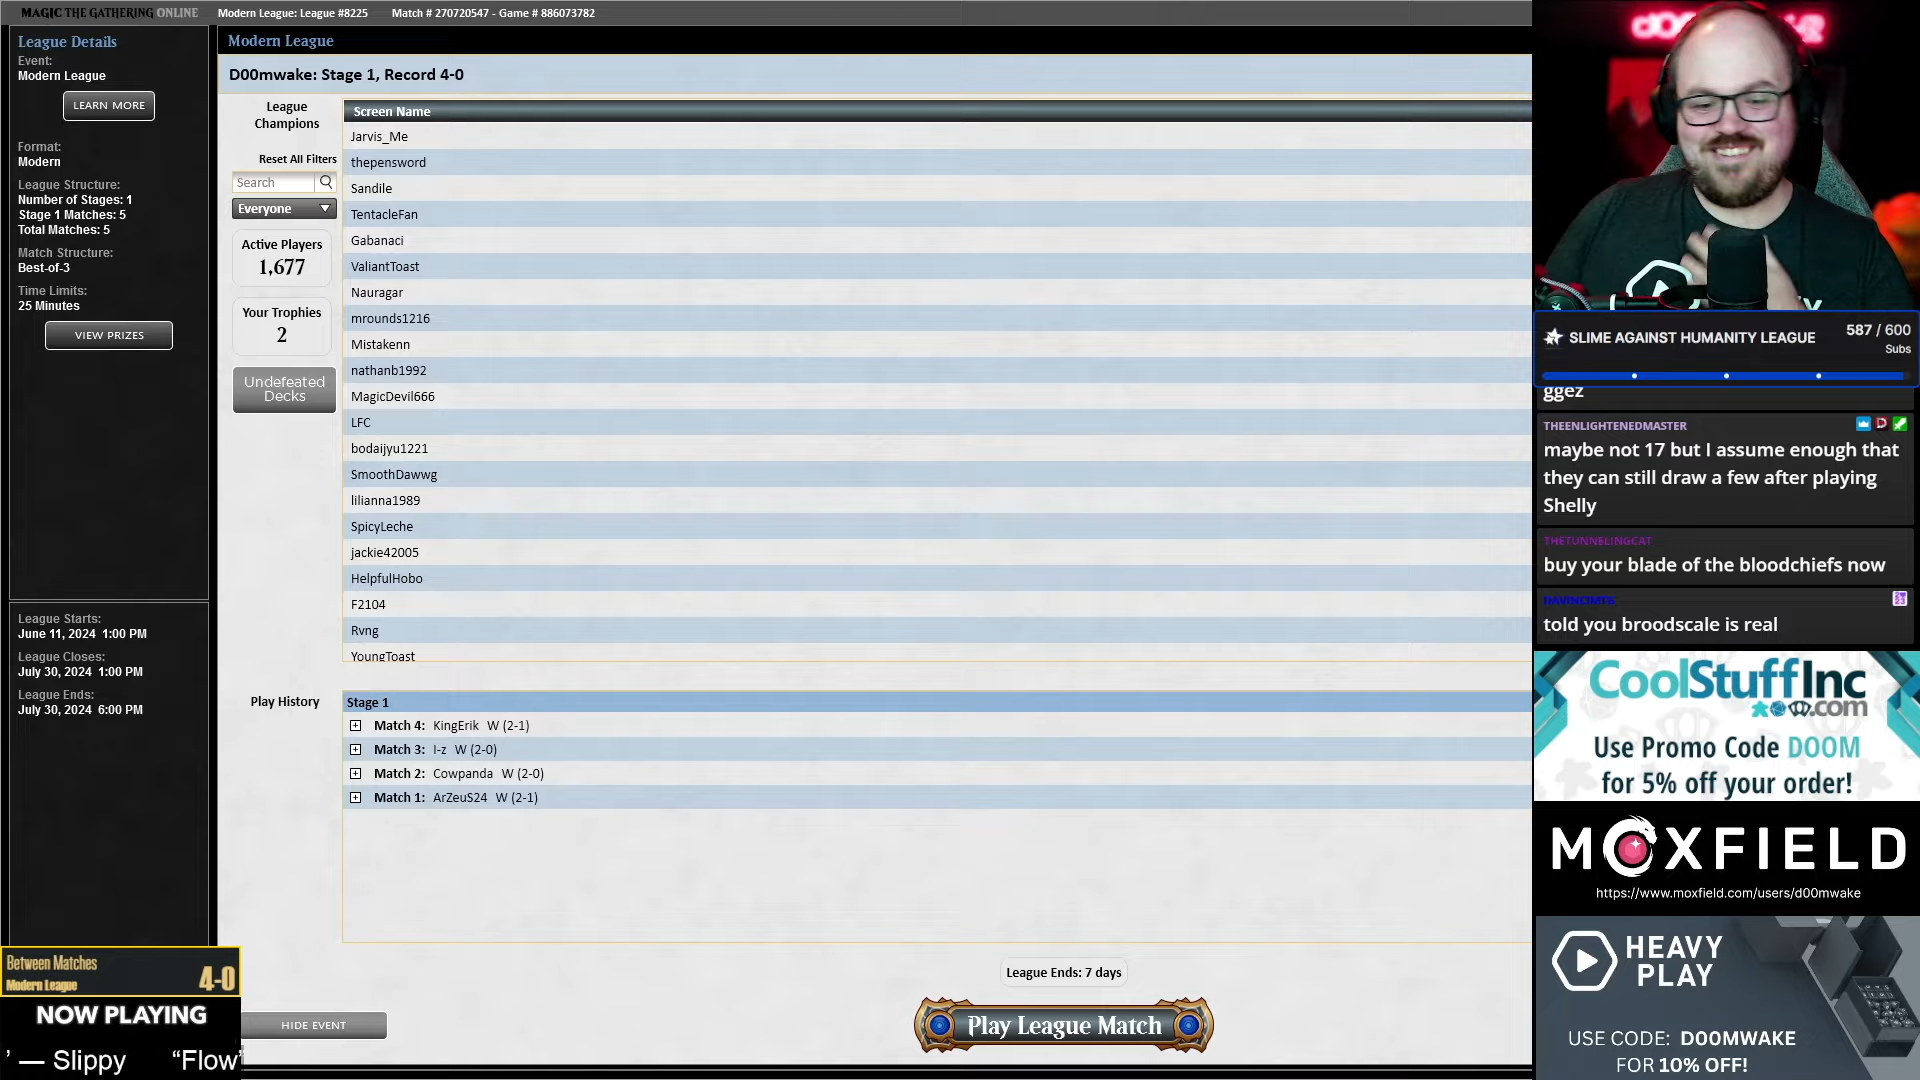 MAGIC THE GATHERING ONLINE
Modern League: League #8225
Match # 270720547 - Game # 886073782
League Details
Event:
Modern League
LEARN MORE
Format:
Modern
League Structure:
Number of Stages: 1
Stage 1 Matches: 5
Total Matches: 5
Match Structure:
Best-of-3
Time Limits:
25 Minutes
VIEW PRIZES
League Starts:
June 11, 2024 1:00 PM
League Closes:
July 30, 2024 1:00 PM
League Ends:
July 30, 2024 6:00 PM
Between Matches
Modern League
4-0
NOW PLAYING
' — Slippy "Flow"
Modern League
D00mwake: Stage 1, Record 4-0
League
Champions
Reset All Filters
Search
Everyone
Active Players
1,677
Your Trophies
2
Undefeated
Decks
Screen Name
Jarvis_Me
thepensword
Sandile
TentacleFan
Gabanaci
ValiantToast
Nauragar
mrounds1216
Mistakenn
nathanb1992
MagicDevil666
LFC
bodaijyu1221
SmoothDawwg
lilianna1989
SpicyLeche
jackie42005
HelpfulHobo
F2104
Rvng
YoungToast
Play History
Stage 1
Match 4: KingErik W (2-1)
Match 3: I-z W (2-0)
Match 2: Cowpanda W (2-0)
Match 1: ArZeuS24 W (2-1)
League Ends: 7 days
HIDE EVENT
Play League Match
SLIME AGAINST HUMANITY LEAGUE
587 / 600
Subs
ggez
THEENLIGHTENEDMASTER
maybe not 17 but I assume enough that
they can still draw a few after playing
Shelly
THETUNNELINGCAT
buy your blade of the bloodchiefs now
told you broodscale is real
CoolStuffInc
.com
Use Promo Code DOOM
for 5% off your order!
MOXFIELD
https://www.moxfield.com/users/d00mwake
HEAVY
PLAY
USE CODE: D00MWAKE
FOR 10% OFF!